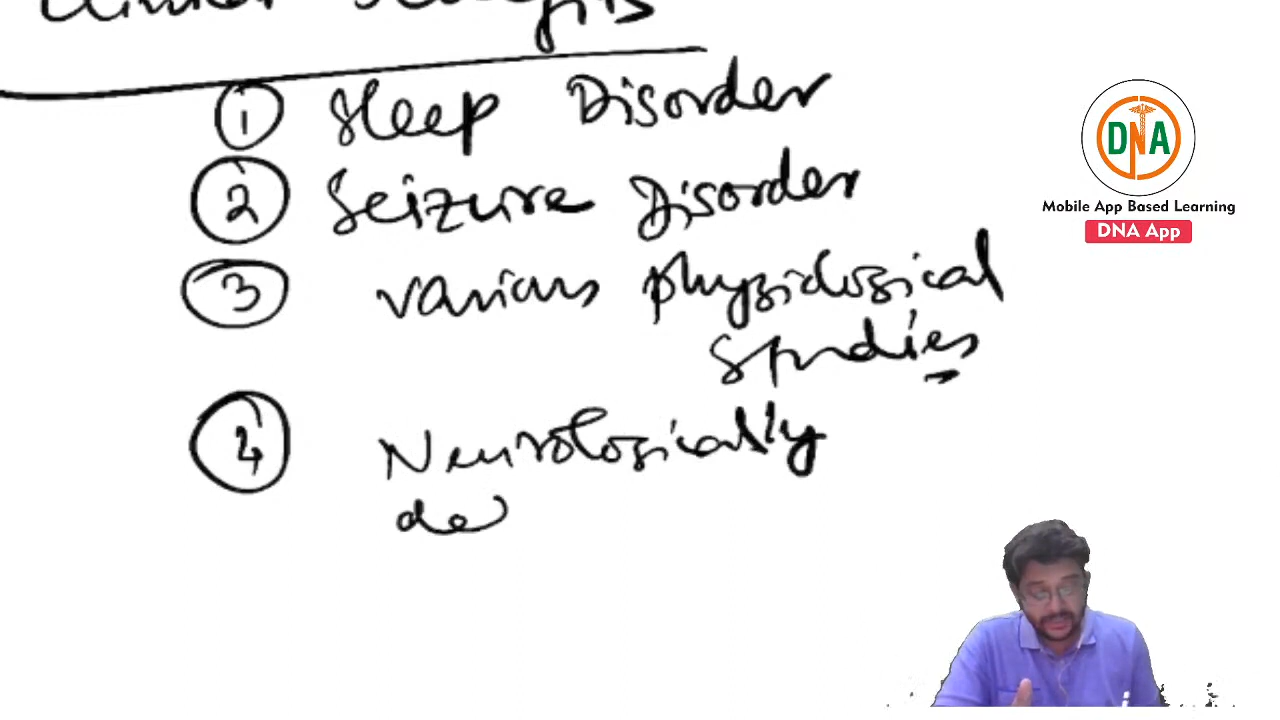 ① Sleep Disorder
② Seizure Disorder
③ various physiological
studies
④ Neurologically
de
DNA
Mobile App Based Learning
DNA App